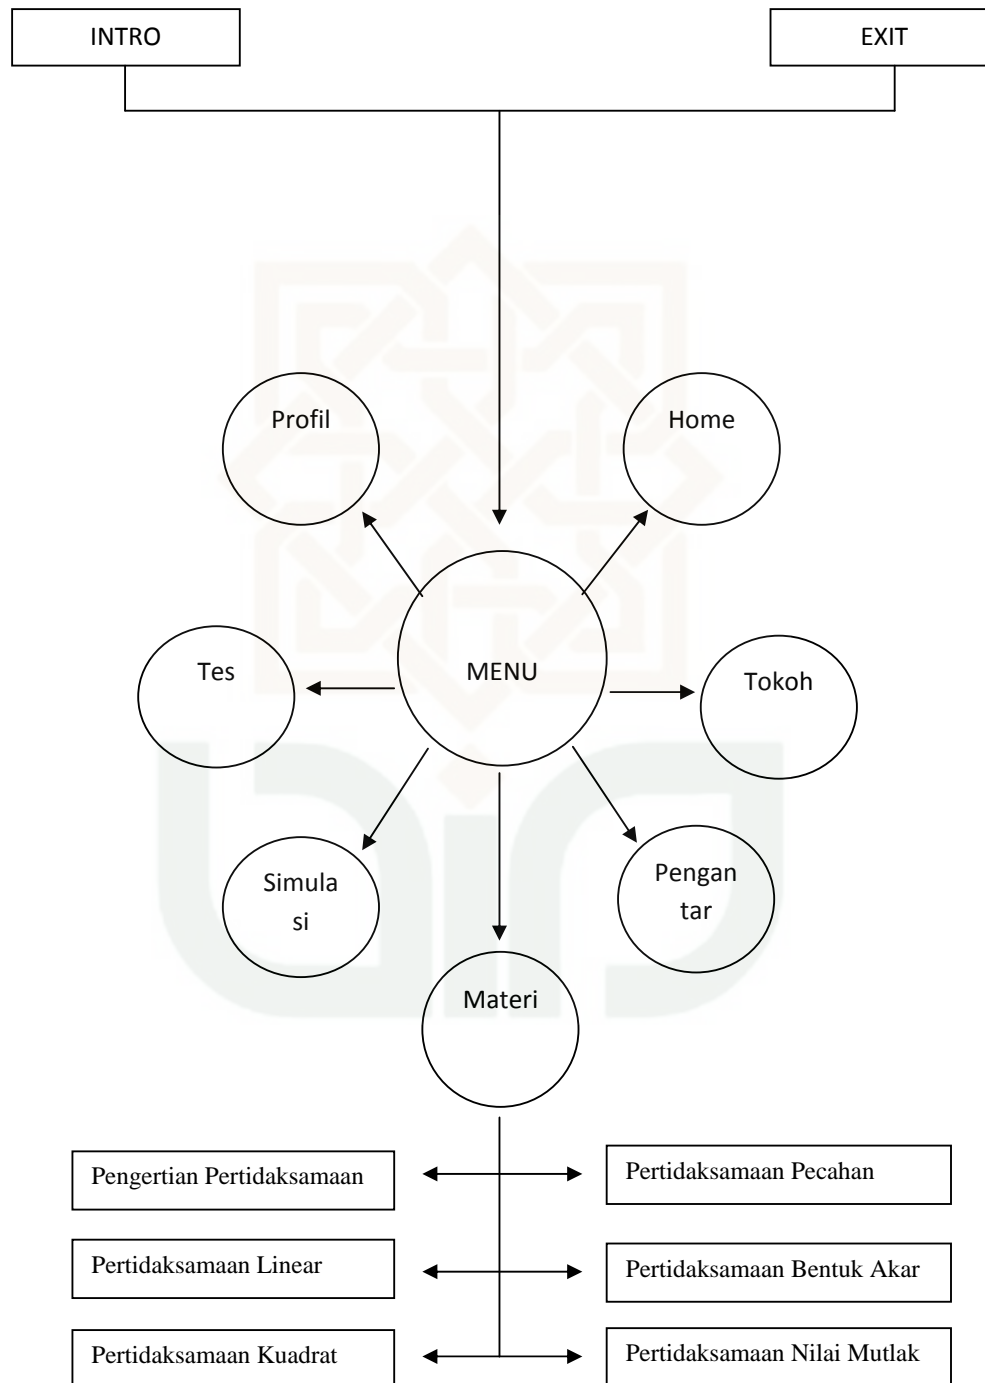 INTRO
EXIT
Profil
Home
Tes
MENU
Tokoh
Simula
si
Pengan
tar
Materi
Pengertian Pertidaksamaan
Pertidaksamaan Pecahan
Pertidaksamaan Linear
Pertidaksamaan Bentuk Akar
Pertidaksamaan Kuadrat
Pertidaksamaan Nilai Mutlak